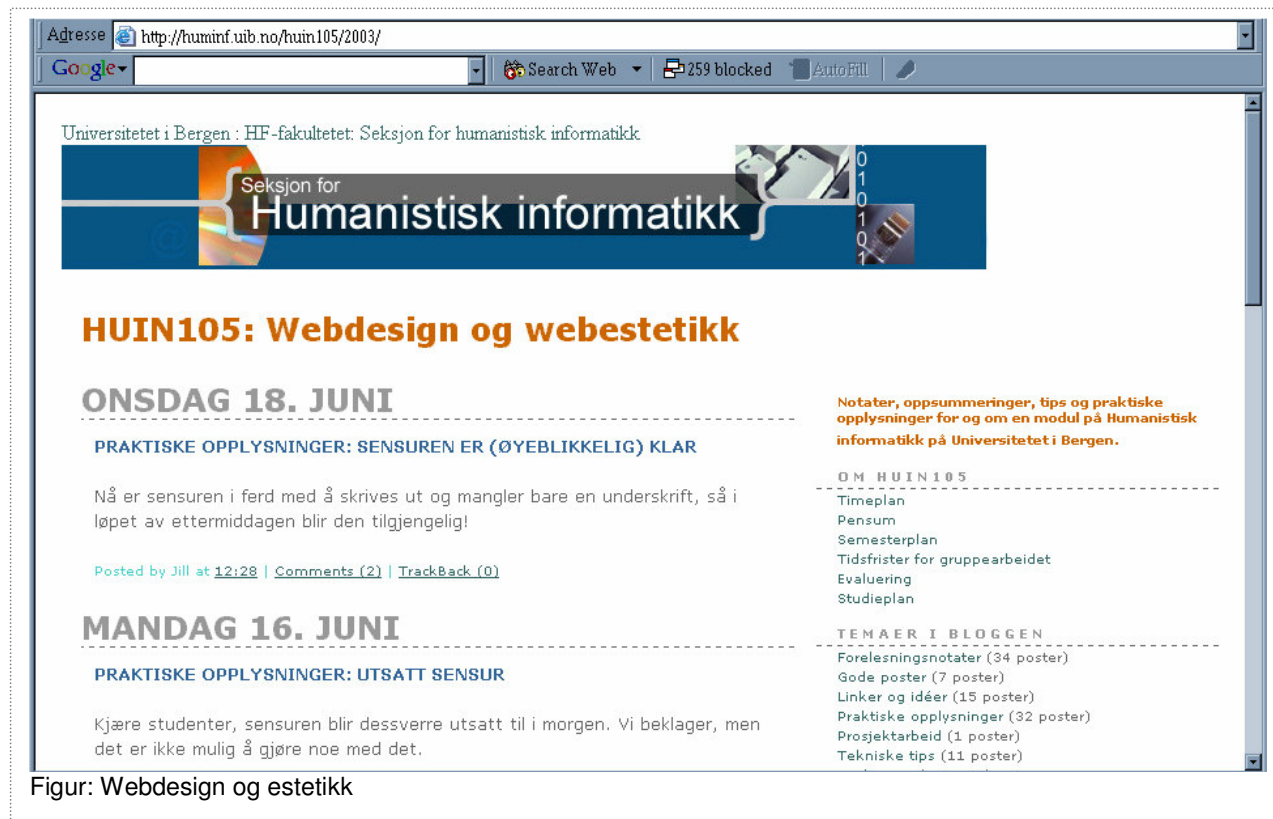 Adresse http://huminf.uib.no/huin105/2003/
Google Search Web 259 blocked AutoFill
Universitetet i Bergen : HF-fakultetet: Seksjon for humanistisk informatikk
Seksjon for
Humanistisk informatikk
@
0
1
0
1
0
1
HUIN105: Webdesign og webestetikk
ONSDAG 18. JUNI
PRAKTISKE OPPLYSNINGER: SENSUREN ER (ØYEBLIKKELIG) KLAR
Nå er sensuren i ferd med å skrives ut og mangler bare en underskrift, så i
løpet av ettermiddagen blir den tilgjengelig!
Posted by Jill at 12:28 | Comments (2) | TrackBack (0)
MANDAG 16. JUNI
PRAKTISKE OPPLYSNINGER: UTSATT SENSUR
Kjære studenter, sensuren blir dessverre utsatt til i morgen. Vi beklager, men
det er ikke mulig å gjøre noe med det.
Notater, oppsummeringer, tips og praktiske
opplysninger for og om en modul på Humanistisk
informatikk på Universitetet i Bergen.
OM HUIN105
Timeplan
Pensum
Semesterplan
Tidsfrister for gruppearbeidet
Evaluering
Studieplan
TEMAER I BLOGGEN
Forelesningsnotater (34 poster)
Gode poster (7 poster)
Linker og idéer (15 poster)
Praktiske opplysninger (32 poster)
Prosjektarbeid (1 poster)
Tekniske tips (11 poster)
Figur: Webdesign og estetikk